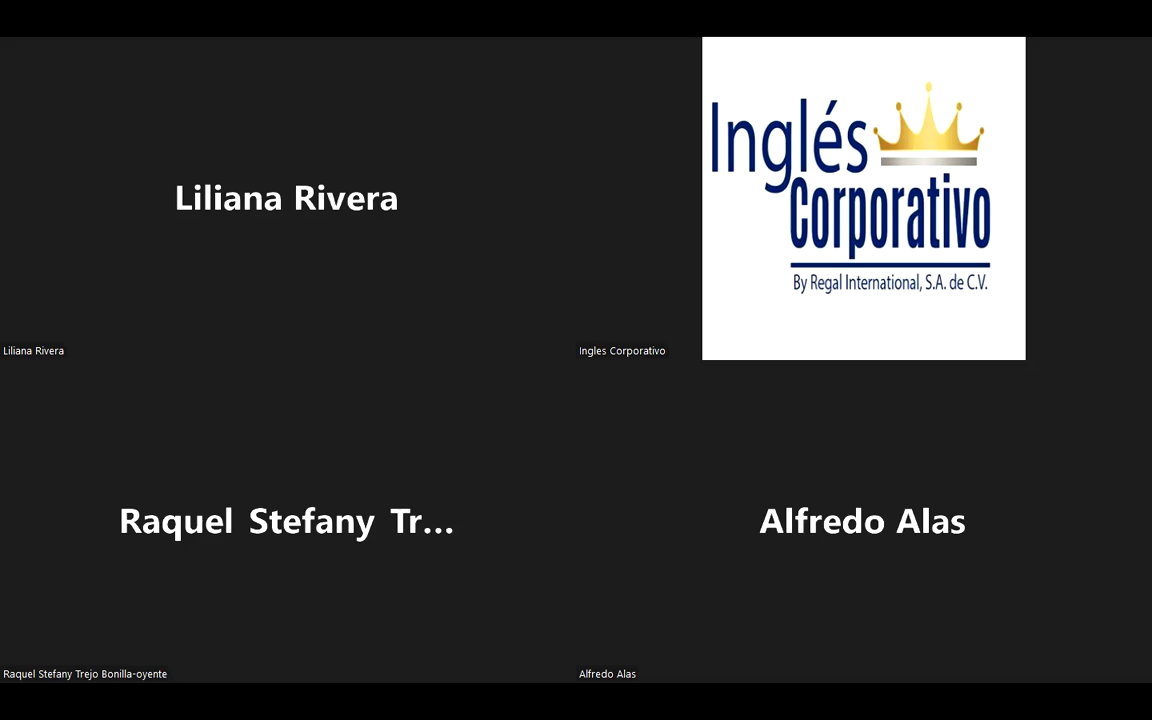 Liliana Rivera
Liliana Rivera
Inglés
Corporativo
By Regal International, S.A. de C.V.
Ingles Corporativo
Raquel Stefany Tr...
Raquel Stefany Trejo Bonilla-oyente
Alfredo Alas
Alfredo Alas